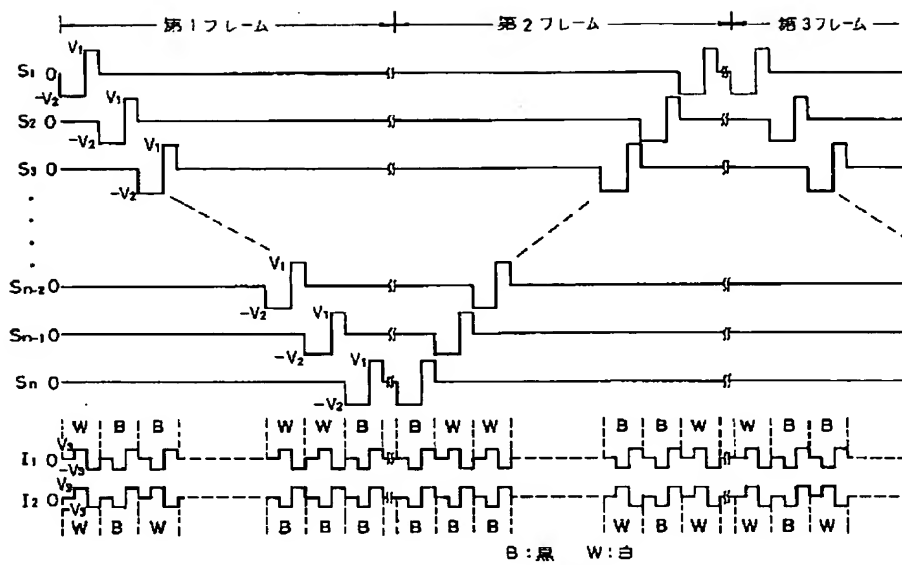 第1フレーム 第2フレーム 第3フレーム
V1
S1 0
-V2
V1
S2 0
-V2
V1
S3 0
-V2
V1
Sn-2 0
-V2
V1
Sn-1 0
-V2
V1
Sn 0
-V2
W B B W W B B W W B B W W B B
V3
I1 0
-V3
V3
I2 0
-V3
W B W B B B B B B W B W W B W
B:黒 W:白